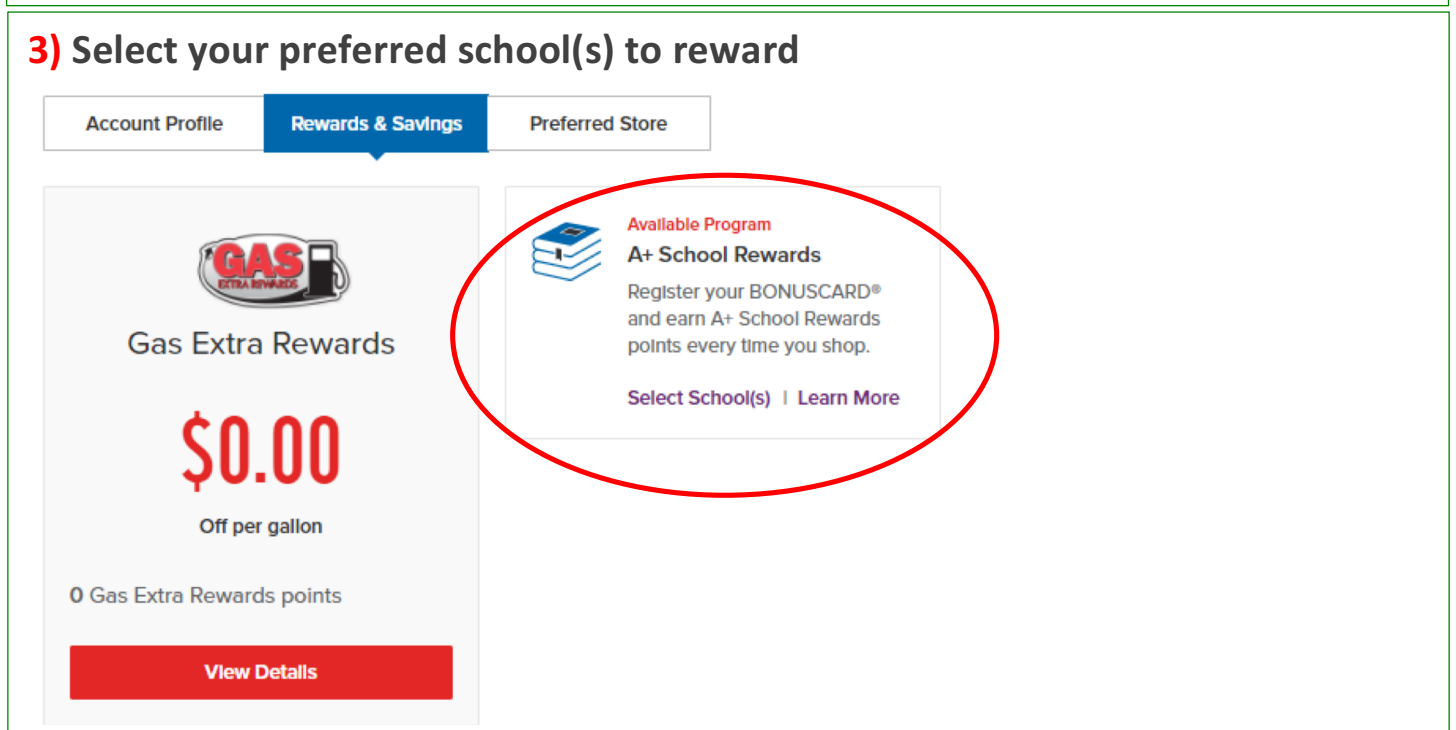 3) Select your preferred school(s) to reward
Account Profile
Rewards & Savings
Preferred Store
GAS
EXTRA REWARDS
Gas Extra Rewards
$0.00
Off per gallon
0 Gas Extra Rewards points
View Details
Available Program
A+ School Rewards
Register your BONUSCARD®
and earn A+ School Rewards
points every time you shop.
Select School(s) | Learn More